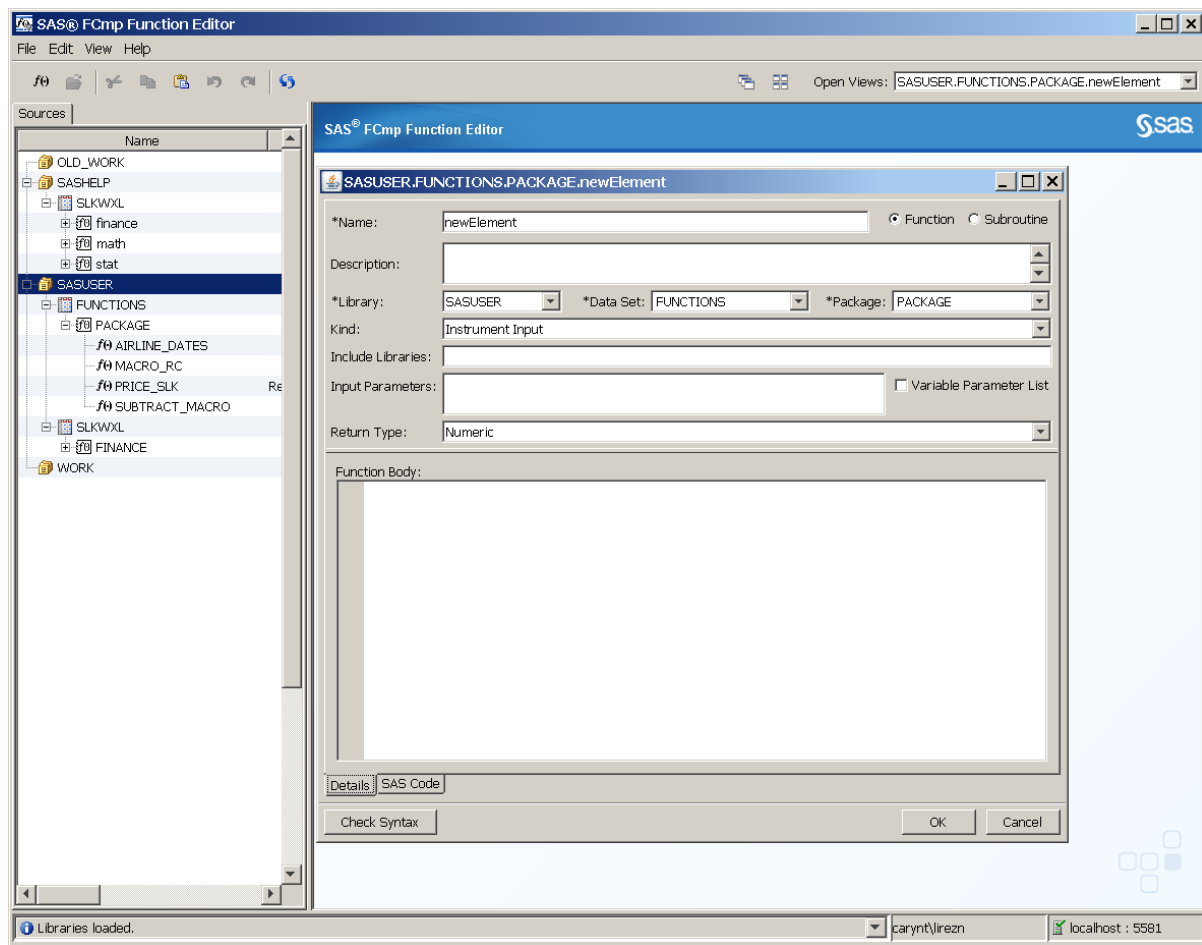 SAS® FCmp Function Editor
File Edit View Help
f() Open Views: SASUSER.FUNCTIONS.PACKAGE.newElement
Sources
Name
OLD_WORK
SASHELP
SLKWXL
finance
math
stat
SASUSER
FUNCTIONS
PACKAGE
AIRLINE_DATES
MACRO_RC
PRICE_SLK Re
SUBTRACT_MACRO
SLKWXL
FINANCE
WORK
SAS® FCmp Function Editor
sas
SASUSER.FUNCTIONS.PACKAGE.newElement
*Name: newElement Function Subroutine
Description:
*Library: SASUSER *Data Set: FUNCTIONS *Package: PACKAGE
Kind: Instrument Input
Include Libraries:
Input Parameters: Variable Parameter List
Return Type: Numeric
Function Body:
Details SAS Code
Check Syntax OK Cancel
Libraries loaded. carynt\lirezn localhost : 5581